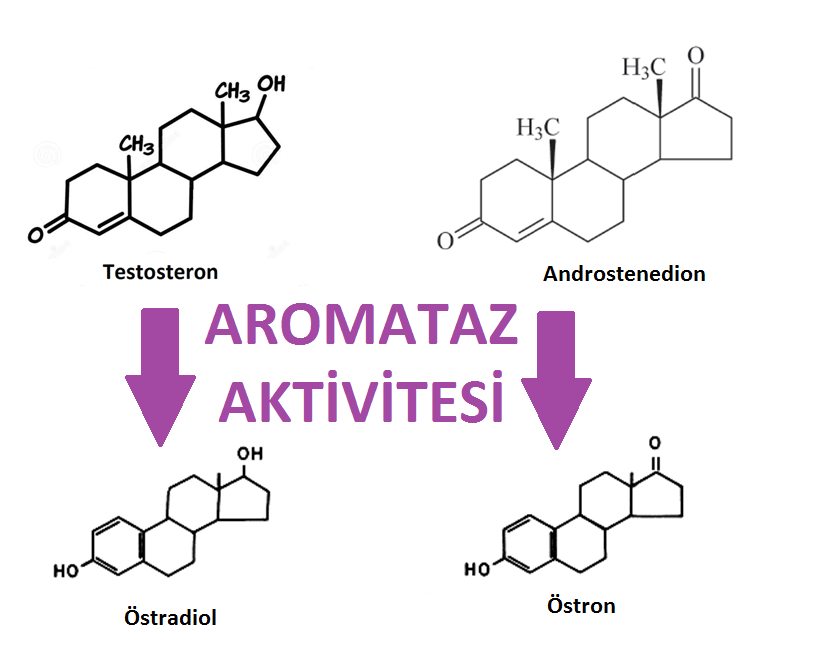 CH₃ OH
CH₃
O
Testosteron
O
H₃C
H₃C
O
Androstenedion
AROMATAZ
AKTİVİTESİ
OH
HO
Östradiol
O
HO
Östron